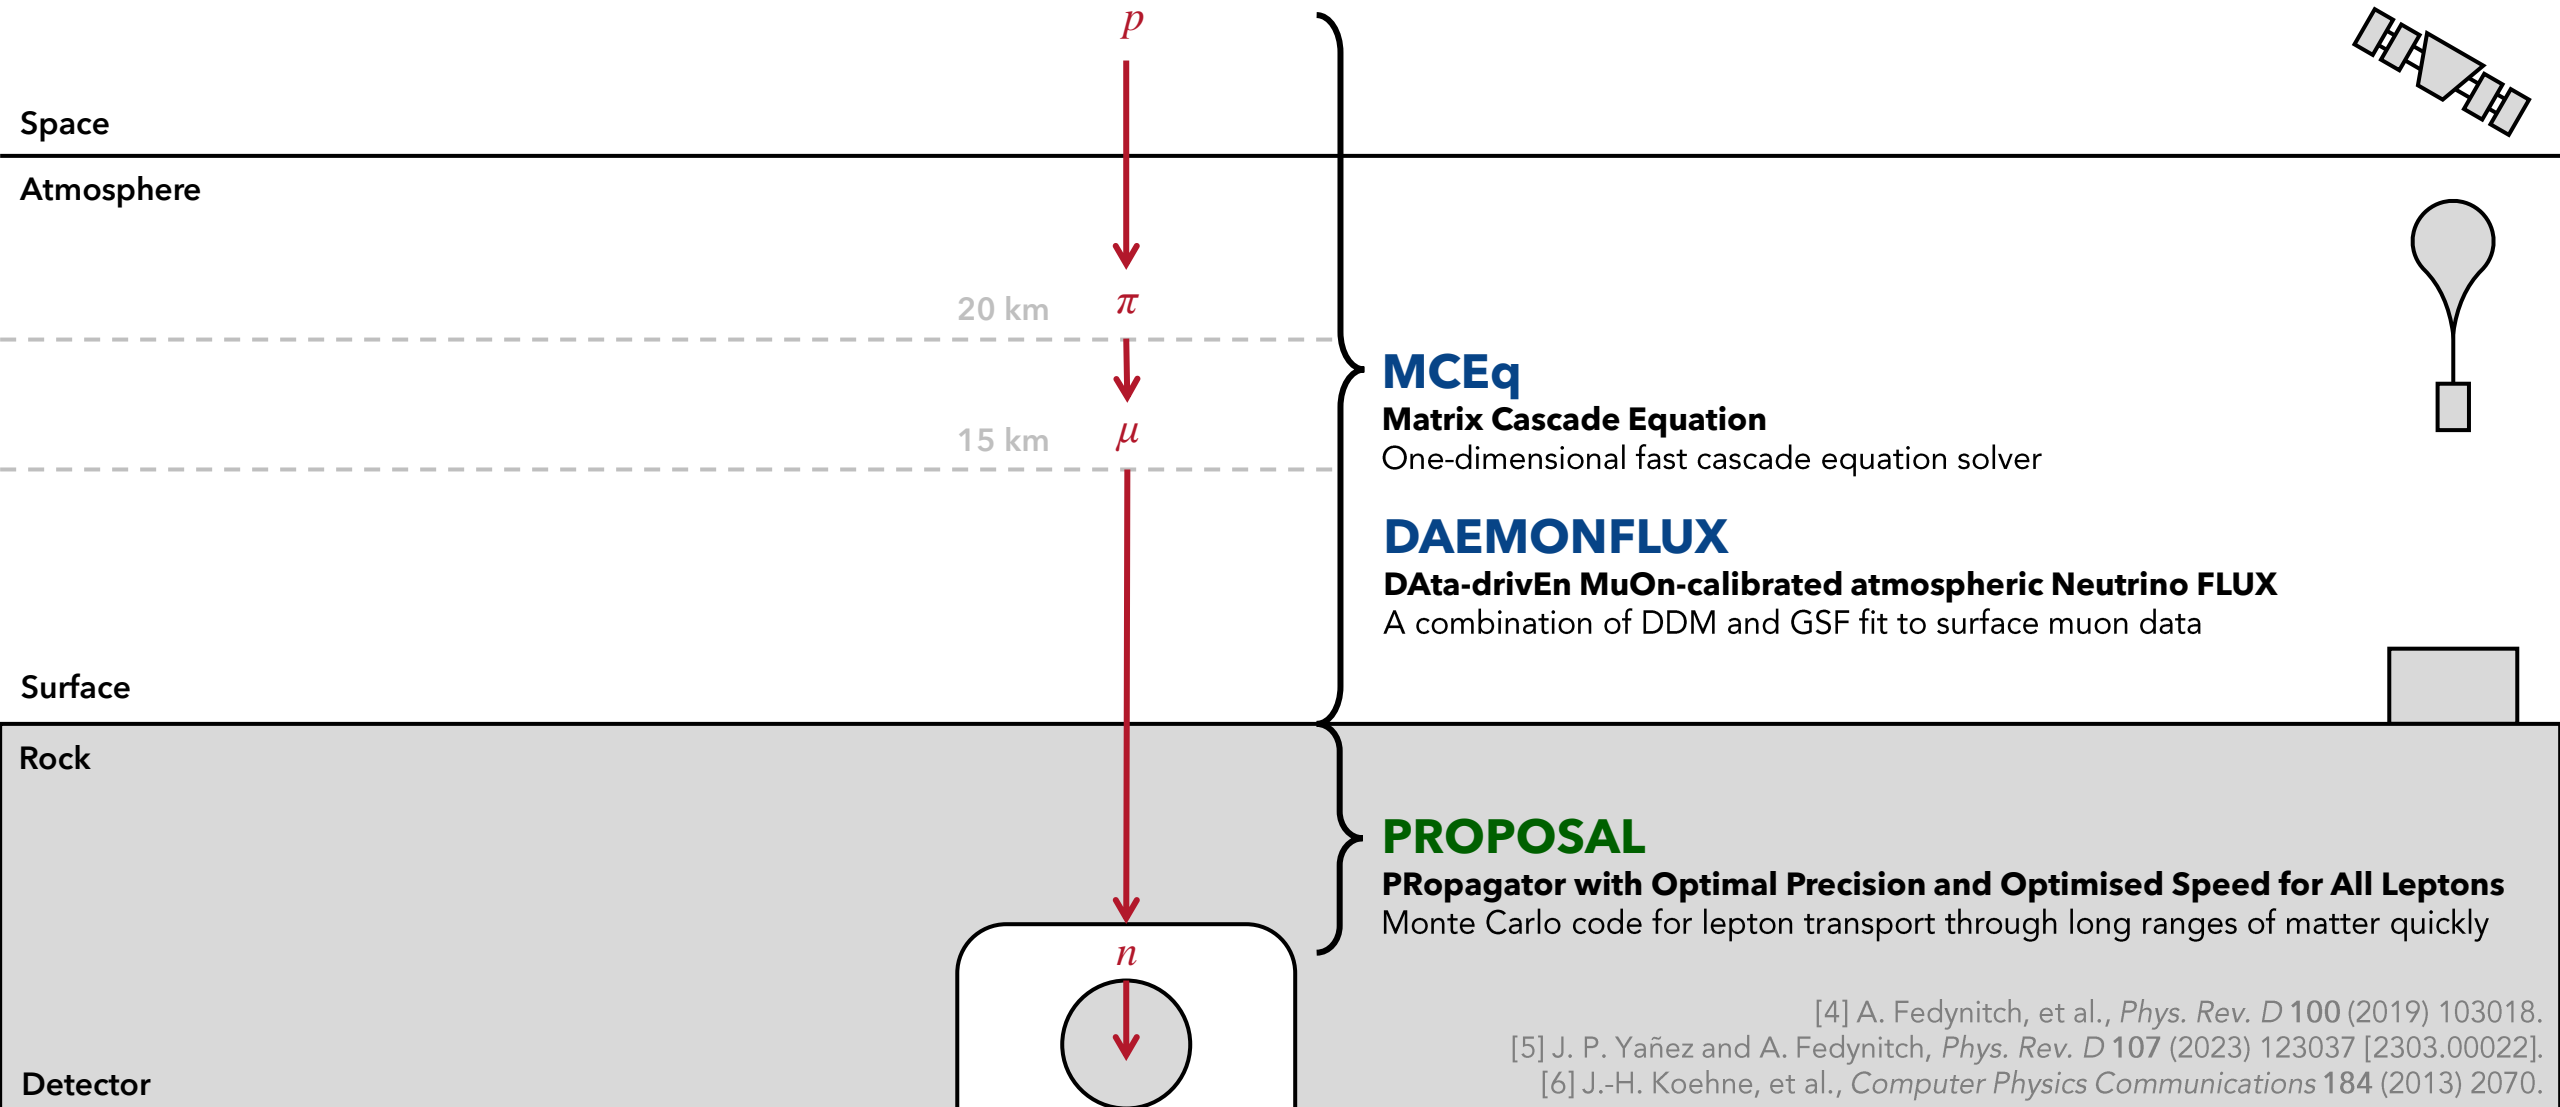 p
Space
Atmosphere
20 km
π
15 km
μ
MCEq
Matrix Cascade Equation
One-dimensional fast cascade equation solver
DAEMONFLUX
DAta-drivEn MuOn-calibrated atmospheric Neutrino FLUX
A combination of DDM and GSF fit to surface muon data
Surface
Rock
PROPOSAL
PRopagator with Optimal Precision and Optimised Speed for All Leptons
Monte Carlo code for lepton transport through long ranges of matter quickly
n
[4] A. Fedynitch, et al., Phys. Rev. D 100 (2019) 103018.
[5] J. P. Yañez and A. Fedynitch, Phys. Rev. D 107 (2023) 123037 [2303.00022].
[6] J.-H. Koehne, et al., Computer Physics Communications 184 (2013) 2070.
Detector